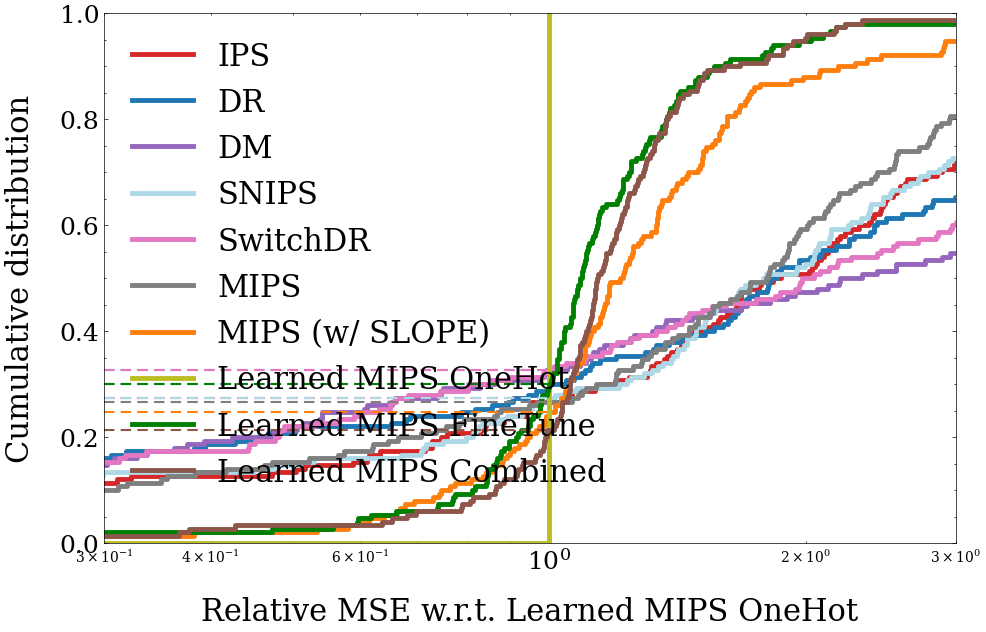 1.0
0.8
0.6
0.4
0.2
0.0
Cumulative distribution
IPS
DR
DM
SNIPS
SwitchDR
MIPS
MIPS (w/ SLOPE)
Learned MIPS OneHot
Learned MIPS FineTune
Learned MIPS Combined
3 × 10⁻¹ 4 × 10⁻¹ 6 × 10⁻¹ 10⁰ 2 × 10⁰ 3 × 10⁰
Relative MSE w.r.t. Learned MIPS OneHot